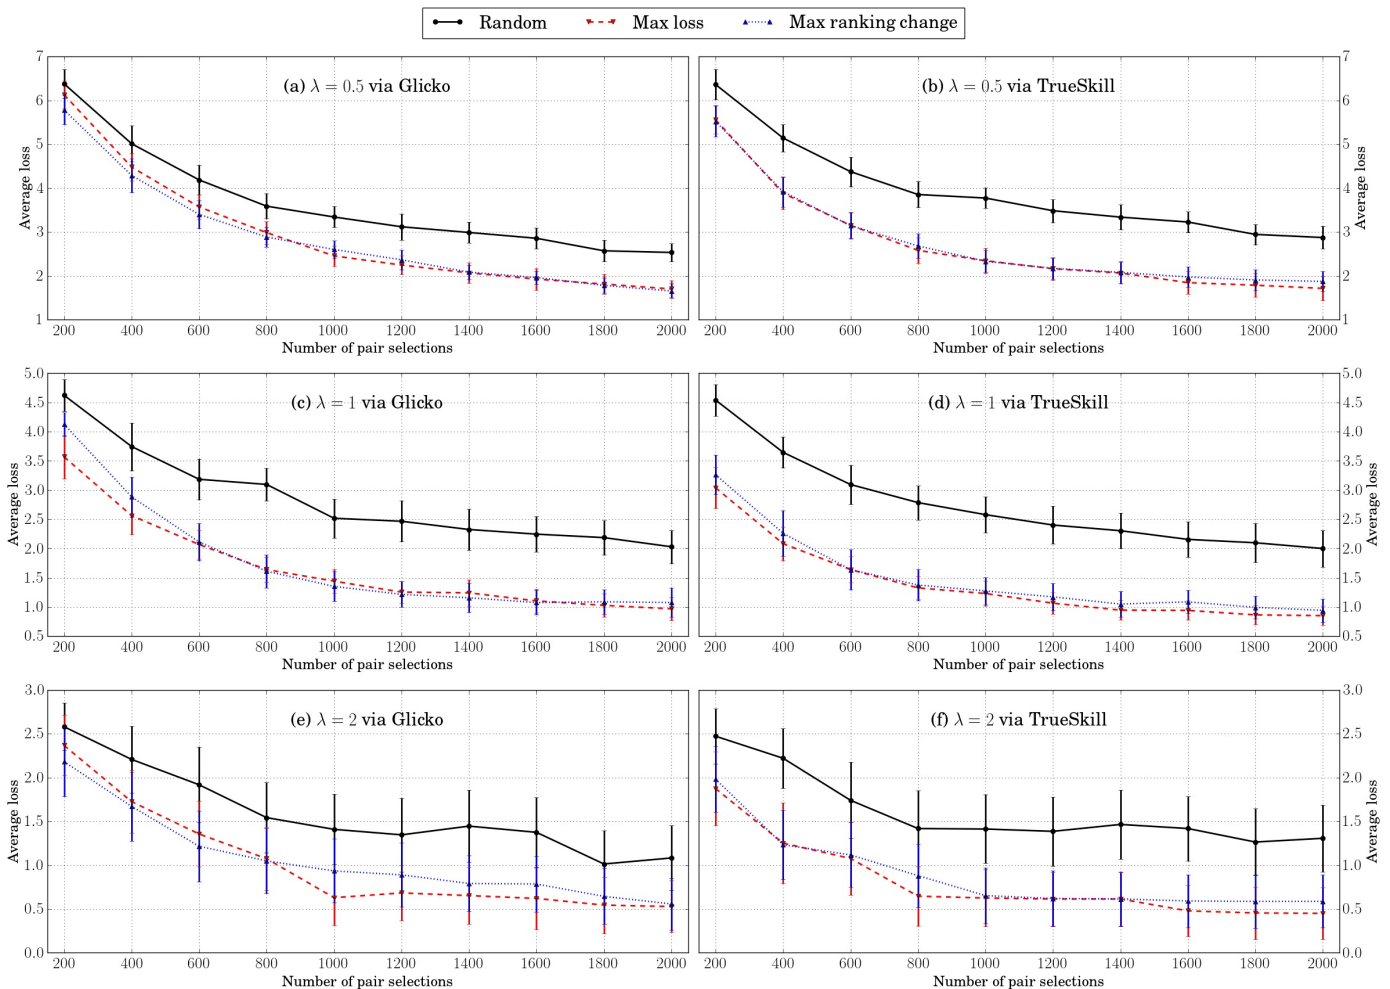 Random Max loss Max ranking change
(a) λ = 0.5 via Glicko
7
6
5
4
3
2
1
Average loss
200 400 600 800 1000 1200 1400 1600 1800 2000
Number of pair selections
(b) λ = 0.5 via TrueSkill
7
6
5
4
3
2
1
Average loss
200 400 600 800 1000 1200 1400 1600 1800 2000
Number of pair selections
(c) λ = 1 via Glicko
5.0
4.5
4.0
3.5
3.0
2.5
2.0
1.5
1.0
0.5
Average loss
200 400 600 800 1000 1200 1400 1600 1800 2000
Number of pair selections
(d) λ = 1 via TrueSkill
5.0
4.5
4.0
3.5
3.0
2.5
2.0
1.5
1.0
0.5
Average loss
200 400 600 800 1000 1200 1400 1600 1800 2000
Number of pair selections
(e) λ = 2 via Glicko
3.0
2.5
2.0
1.5
1.0
0.5
0.0
Average loss
200 400 600 800 1000 1200 1400 1600 1800 2000
Number of pair selections
(f) λ = 2 via TrueSkill
3.0
2.5
2.0
1.5
1.0
0.5
0.0
Average loss
200 400 600 800 1000 1200 1400 1600 1800 2000
Number of pair selections